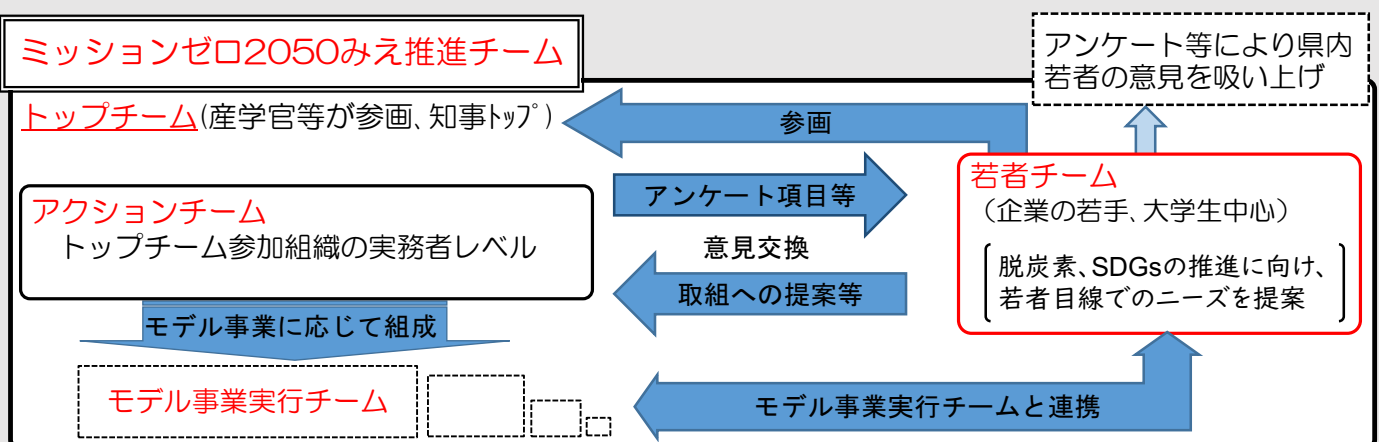 ミッションゼロ2050みえ推進チーム
アンケート等により県内
若者の意見を吸い上げ
トップチーム(産学官等が参画、知事ﾄｯﾌﾟ)
参画
アンケート項目等
若者チーム
（企業の若手、大学生中心）
アクションチーム
トップチーム参加組織の実務者レベル
意見交換
脱炭素、SDGsの推進に向け、
若者目線でのニーズを提案
取組への提案等
モデル事業に応じて組成
モデル事業実行チーム
モデル事業実行チームと連携